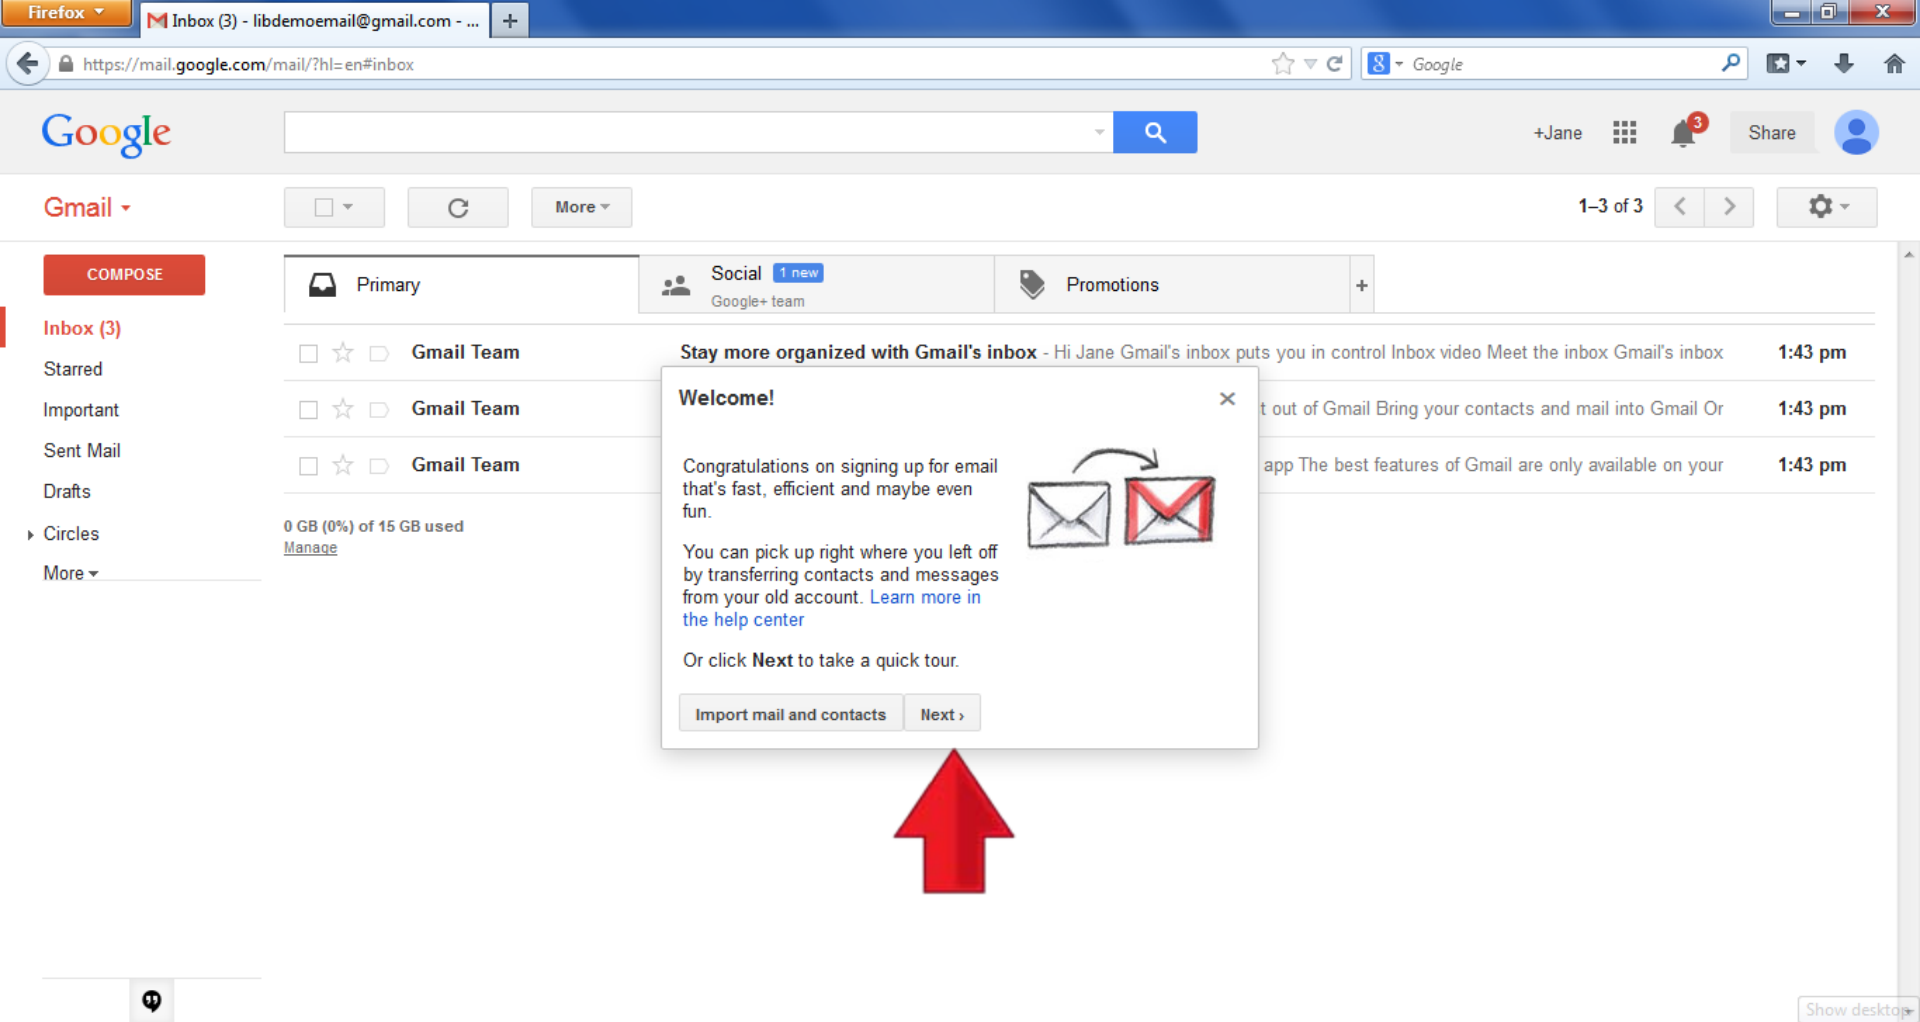 Firefox
Inbox (3) - libdemoemail@gmail.com - ...
https://mail.google.com/mail/?hl=en#inbox
8
Google
Google
+Jane
3
Share
Gmail
More
1–3 of 3
COMPOSE
Primary
Social 1 new
Google+ team
Promotions
+
Inbox (3)
Starred
Important
Sent Mail
Drafts
Circles
More
Gmail Team Stay more organized with Gmail's inbox - Hi Jane Gmail's inbox puts you in control Inbox video Meet the inbox Gmail's inbox 1:43 pm
Gmail Team t out of Gmail Bring your contacts and mail into Gmail Or 1:43 pm
Gmail Team app The best features of Gmail are only available on your 1:43 pm
0 GB (0%) of 15 GB used
Manage
Welcome!
Congratulations on signing up for email
that's fast, efficient and maybe even
fun.
You can pick up right where you left off
by transferring contacts and messages
from your old account. Learn more in
the help center
Or click Next to take a quick tour.
Import mail and contacts
Next ›
Show desktop